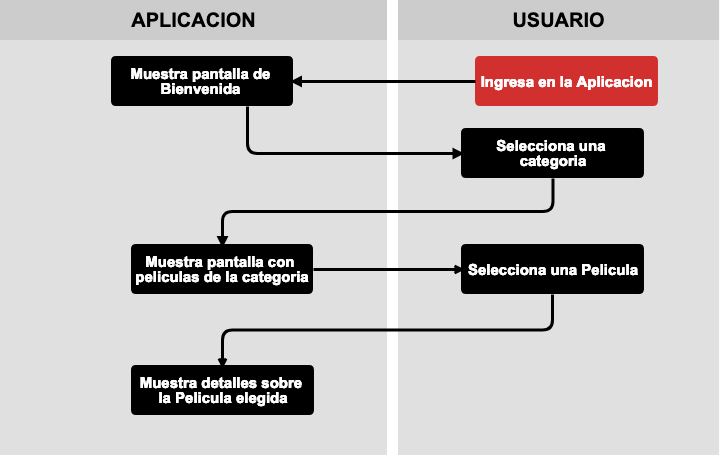 APLICACION
USUARIO
Muestra pantalla de
Bienvenida
Ingresa en la Aplicacion
Selecciona una
categoria
Muestra pantalla con
peliculas de la categoria
Selecciona una Pelicula
Muestra detalles sobre
la Pelicula elegida